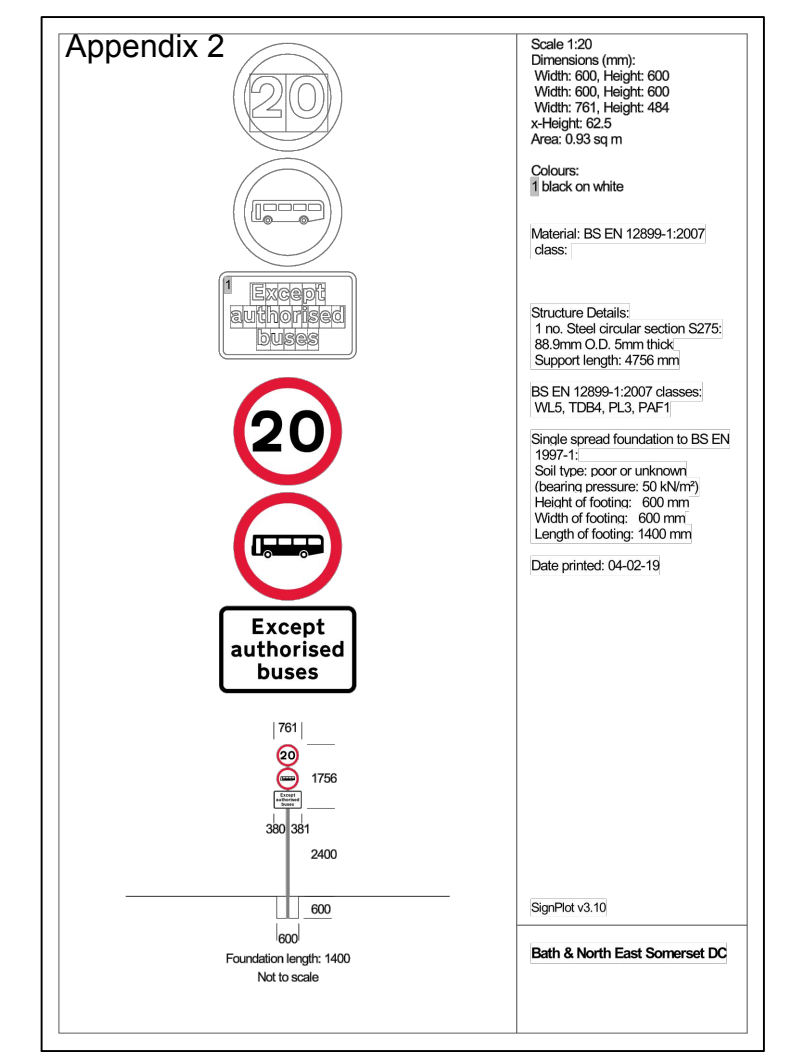 Appendix 2
20
1
Except
authorised
buses
20
Except
authorised
buses
761
20
1756
Except
authorised
buses
380 381
2400
600
600
Foundation length: 1400
Not to scale
Scale 1:20
Dimensions (mm):
Width: 600, Height: 600
Width: 600, Height: 600
Width: 761, Height: 484
x-Height: 62.5
Area: 0.93 sq m
Colours:
1 black on white
Material: BS EN 12899-1:2007
class:
Structure Details:
1 no. Steel circular section S275:
88.9mm O.D. 5mm thick
Support length: 4756 mm
BS EN 12899-1:2007 classes:
WL5, TDB4, PL3, PAF1
Single spread foundation to BS EN
1997-1:
Soil type: poor or unknown
(bearing pressure: 50 kN/m²)
Height of footing: 600 mm
Width of footing: 600 mm
Length of footing: 1400 mm
Date printed: 04-02-19
SignPlot v3.10
Bath & North East Somerset DC